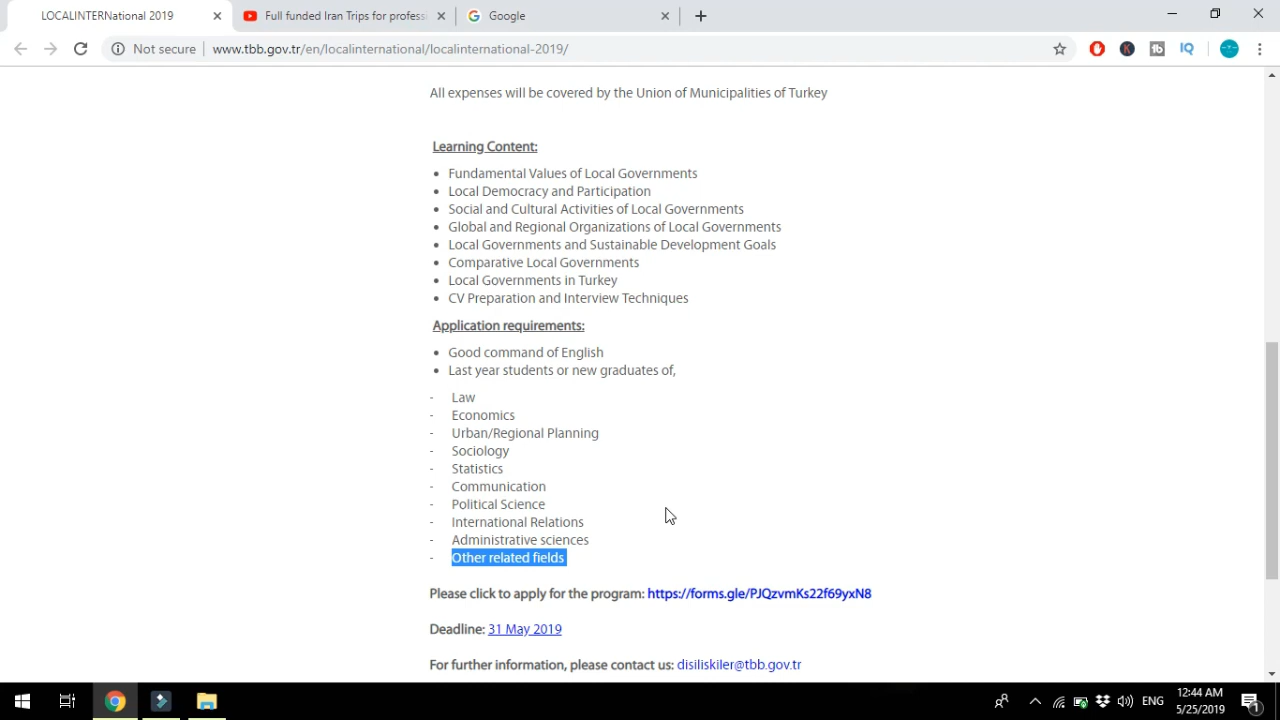 LOCALINTERNational 2019
Full funded Iran Trips for professi
Google
Not secure
www.tbb.gov.tr/en/localinternational/localinternational-2019/
All expenses will be covered by the Union of Municipalities of Turkey
Learning Content:
• Fundamental Values of Local Governments
• Local Democracy and Participation
• Social and Cultural Activities of Local Governments
• Global and Regional Organizations of Local Governments
• Local Governments and Sustainable Development Goals
• Comparative Local Governments
• Local Governments in Turkey
• CV Preparation and Interview Techniques
Application requirements:
• Good command of English
• Last year students or new graduates of,
- Law
- Economics
- Urban/Regional Planning
- Sociology
- Statistics
- Communication
- Political Science
- International Relations
- Administrative sciences
- Other related fields
Please click to apply for the program: https://forms.gle/PJQzvmKs22f69yxN8
Deadline: 31 May 2019
For further information, please contact us: disiliskiler@tbb.gov.tr
ENG
12:44 AM
5/25/2019
1